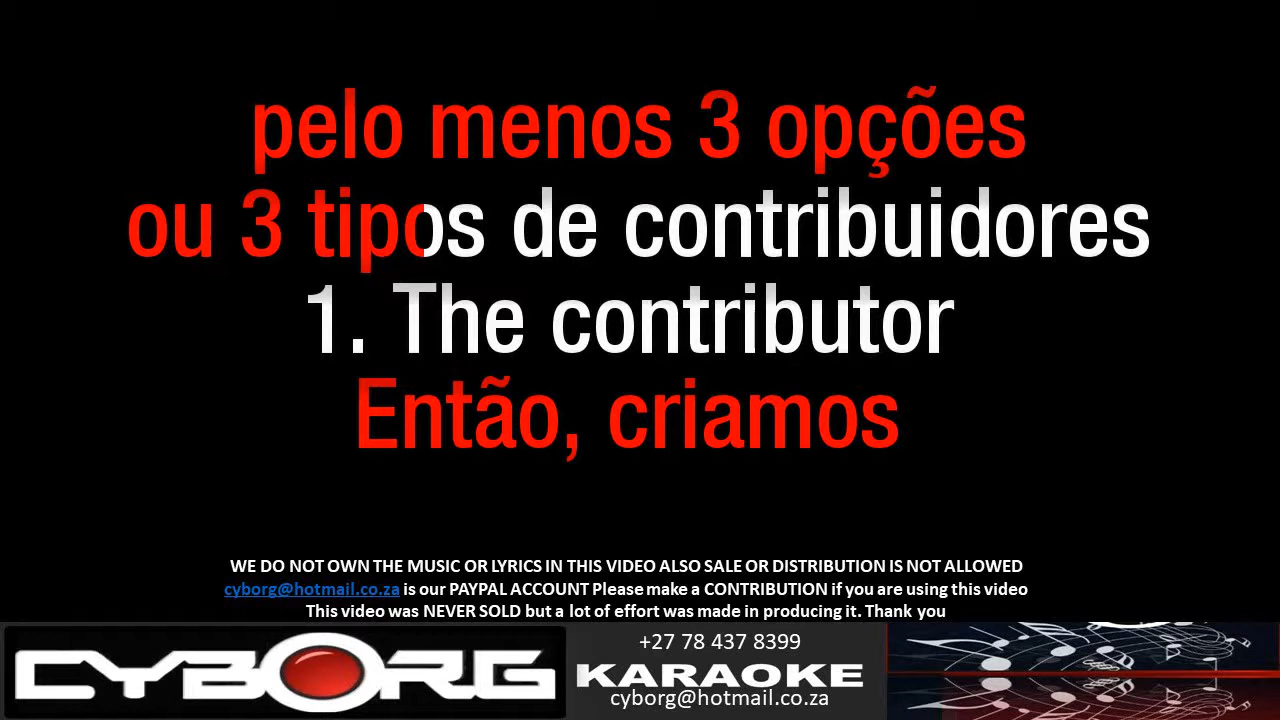 pelo menos 3 opções
ou 3 tipos de contribuidores
1. The contributor
Então, criamos
WE DO NOT OWN THE MUSIC OR LYRICS IN THIS VIDEO ALSO SALE OR DISTRIBUTION IS NOT ALLOWED
cyborg@hotmail.co.za is our PAYPAL ACCOUNT Please make a CONTRIBUTION if you are using this video
This video was NEVER SOLD but a lot of effort was made in producing it. Thank you
CYBORG
+27 78 437 8399
KARAOKE
cyborg@hotmail.co.za